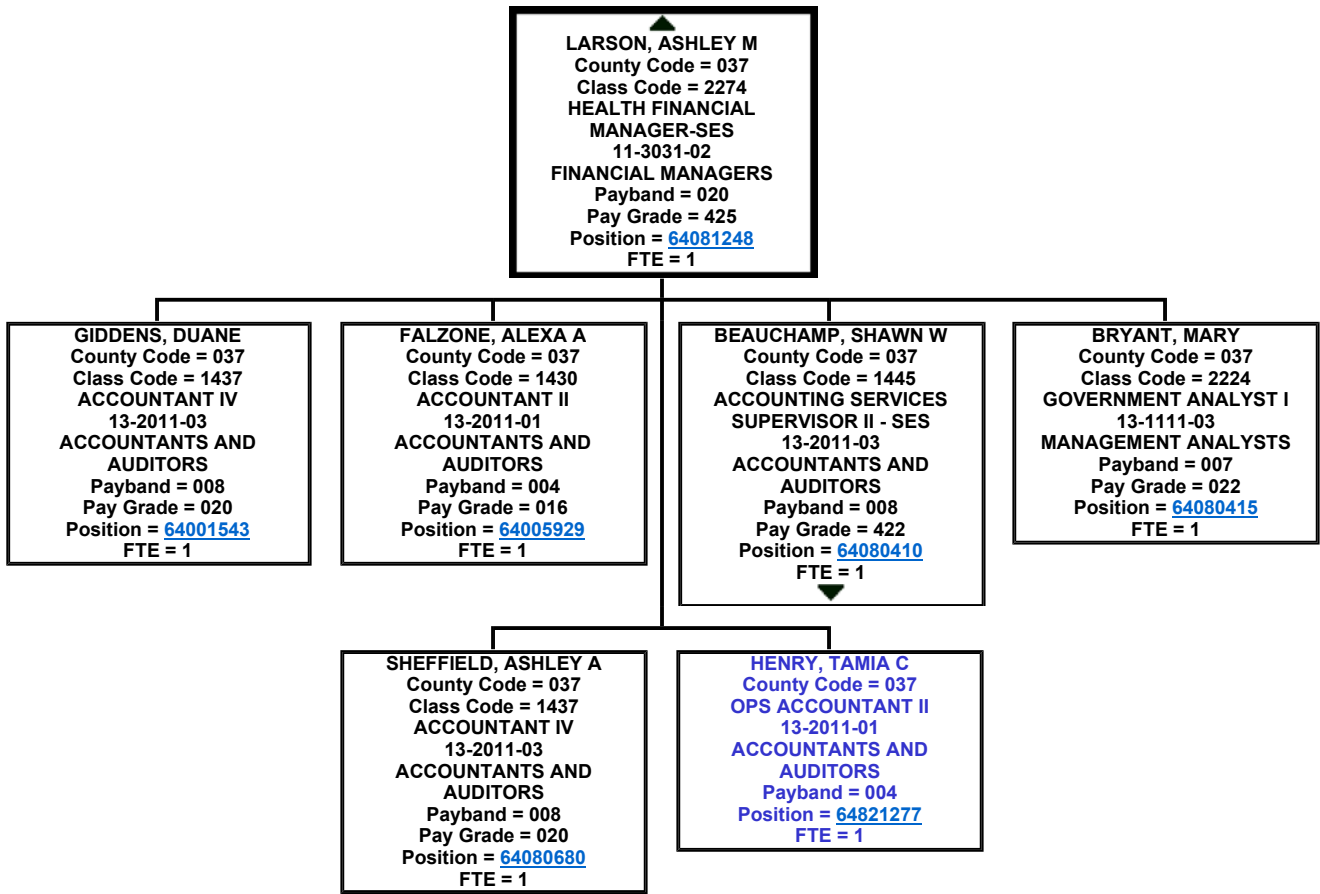 LARSON, ASHLEY M
County Code = 037
Class Code = 2274
HEALTH FINANCIAL
MANAGER-SES
11-3031-02
FINANCIAL MANAGERS
Payband = 020
Pay Grade = 425
Position = 64081248
FTE = 1
GIDDENS, DUANE
County Code = 037
Class Code = 1437
ACCOUNTANT IV
13-2011-03
ACCOUNTANTS AND
AUDITORS
Payband = 008
Pay Grade = 020
Position = 64001543
FTE = 1
FALZONE, ALEXA A
County Code = 037
Class Code = 1430
ACCOUNTANT II
13-2011-01
ACCOUNTANTS AND
AUDITORS
Payband = 004
Pay Grade = 016
Position = 64005929
FTE = 1
BEAUCHAMP, SHAWN W
County Code = 037
Class Code = 1445
ACCOUNTING SERVICES
SUPERVISOR II - SES
13-2011-03
ACCOUNTANTS AND
AUDITORS
Payband = 008
Pay Grade = 422
Position = 64080410
FTE = 1
BRYANT, MARY
County Code = 037
Class Code = 2224
GOVERNMENT ANALYST I
13-1111-03
MANAGEMENT ANALYSTS
Payband = 007
Pay Grade = 022
Position = 64080415
FTE = 1
SHEFFIELD, ASHLEY A
County Code = 037
Class Code = 1437
ACCOUNTANT IV
13-2011-03
ACCOUNTANTS AND
AUDITORS
Payband = 008
Pay Grade = 020
Position = 64080680
FTE = 1
HENRY, TAMIA C
County Code = 037
OPS ACCOUNTANT II
13-2011-01
ACCOUNTANTS AND
AUDITORS
Payband = 004
Position = 64821277
FTE = 1